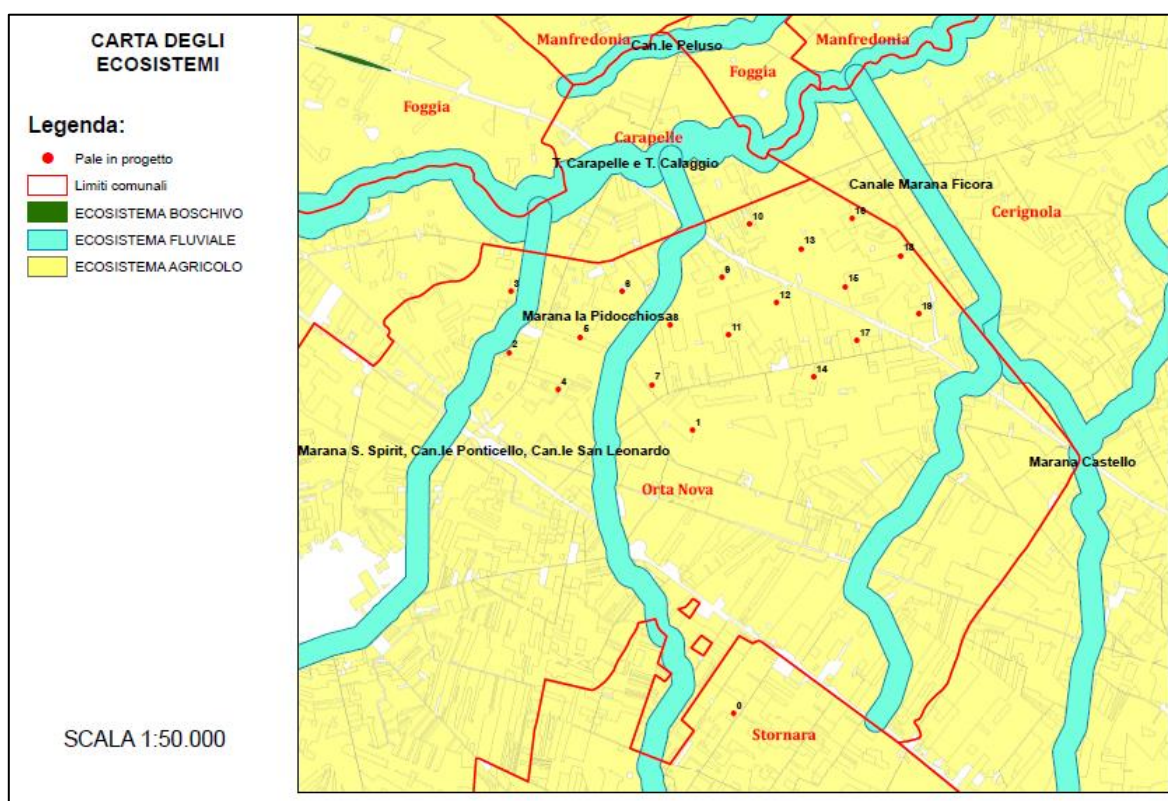 CARTA DEGLI
ECOSISTEMI
Legenda:
Pale in progetto
Limiti comunali
ECOSISTEMA BOSCHIVO
ECOSISTEMA FLUVIALE
ECOSISTEMA AGRICOLO
SCALA 1:50.000
Manfredonia
Can.le Peluso
Manfredonia
Foggia
Foggia
Carapelle
T. Carapelle e T. Calaggio
Canale Marana Ficora
Cerignola
10
16
13
18
3
6
9
15
12
19
Marana la Pidocchiosa
8
5
11
17
2
14
4
7
1
Marana S. Spirit, Can.le Ponticello, Can.le San Leonardo
Marana Castello
Orta Nova
0
Stornara